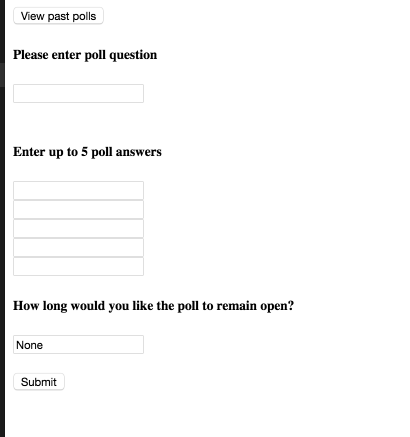 View past polls
Please enter poll question
Enter up to 5 poll answers
How long would you like the poll to remain open?
None
Submit